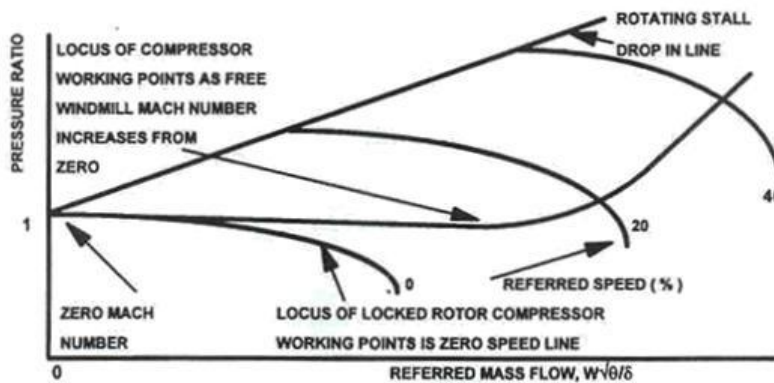 PRESSURE RATIO
LOCUS OF COMPRESSOR
WORKING POINTS AS FREE
WINDMILL MACH NUMBER
INCREASES FROM
ZERO
ROTATING STALL
DROP IN LINE
1
20
0
REFERRED SPEED ( % )
ZERO MACH
NUMBER
LOCUS OF LOCKED ROTOR COMPRESSOR
WORKING POINTS IS ZERO SPEED LINE
0
REFERRED MASS FLOW, W√θ/δ